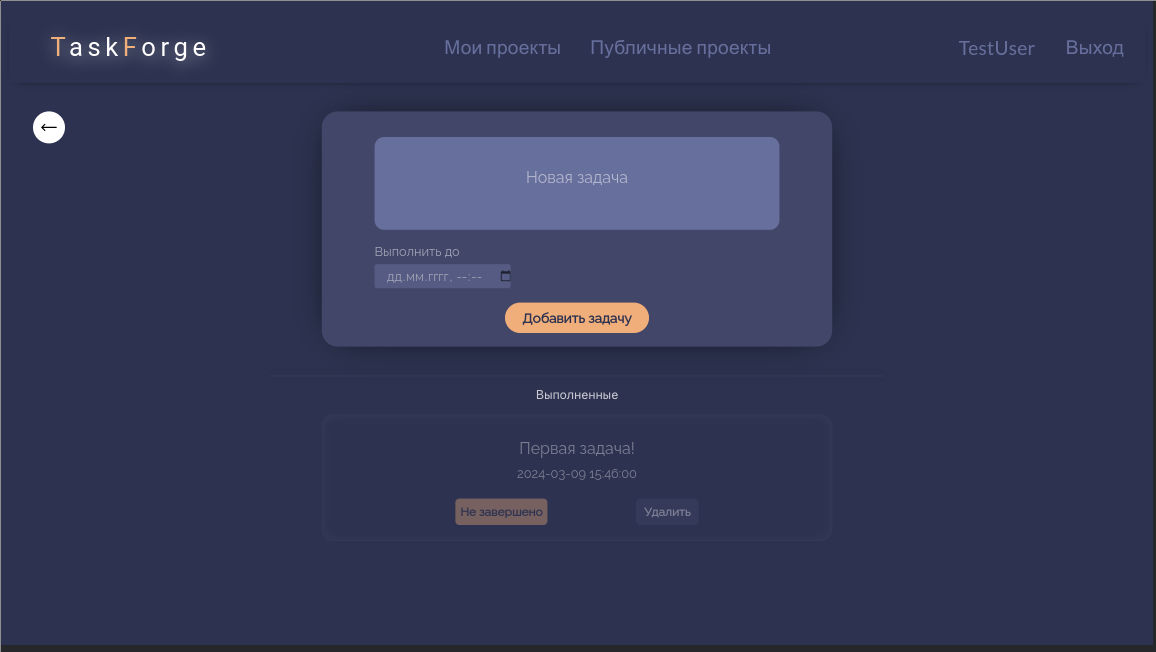 TaskForge
Мои проекты
Публичные проекты
TestUser
Выход
←
Новая задача
Выполнить до
дд.мм.гггг, --:--
Добавить задачу
Выполненные
Первая задача!
2024-03-09 15:46:00
Не завершено
Удалить